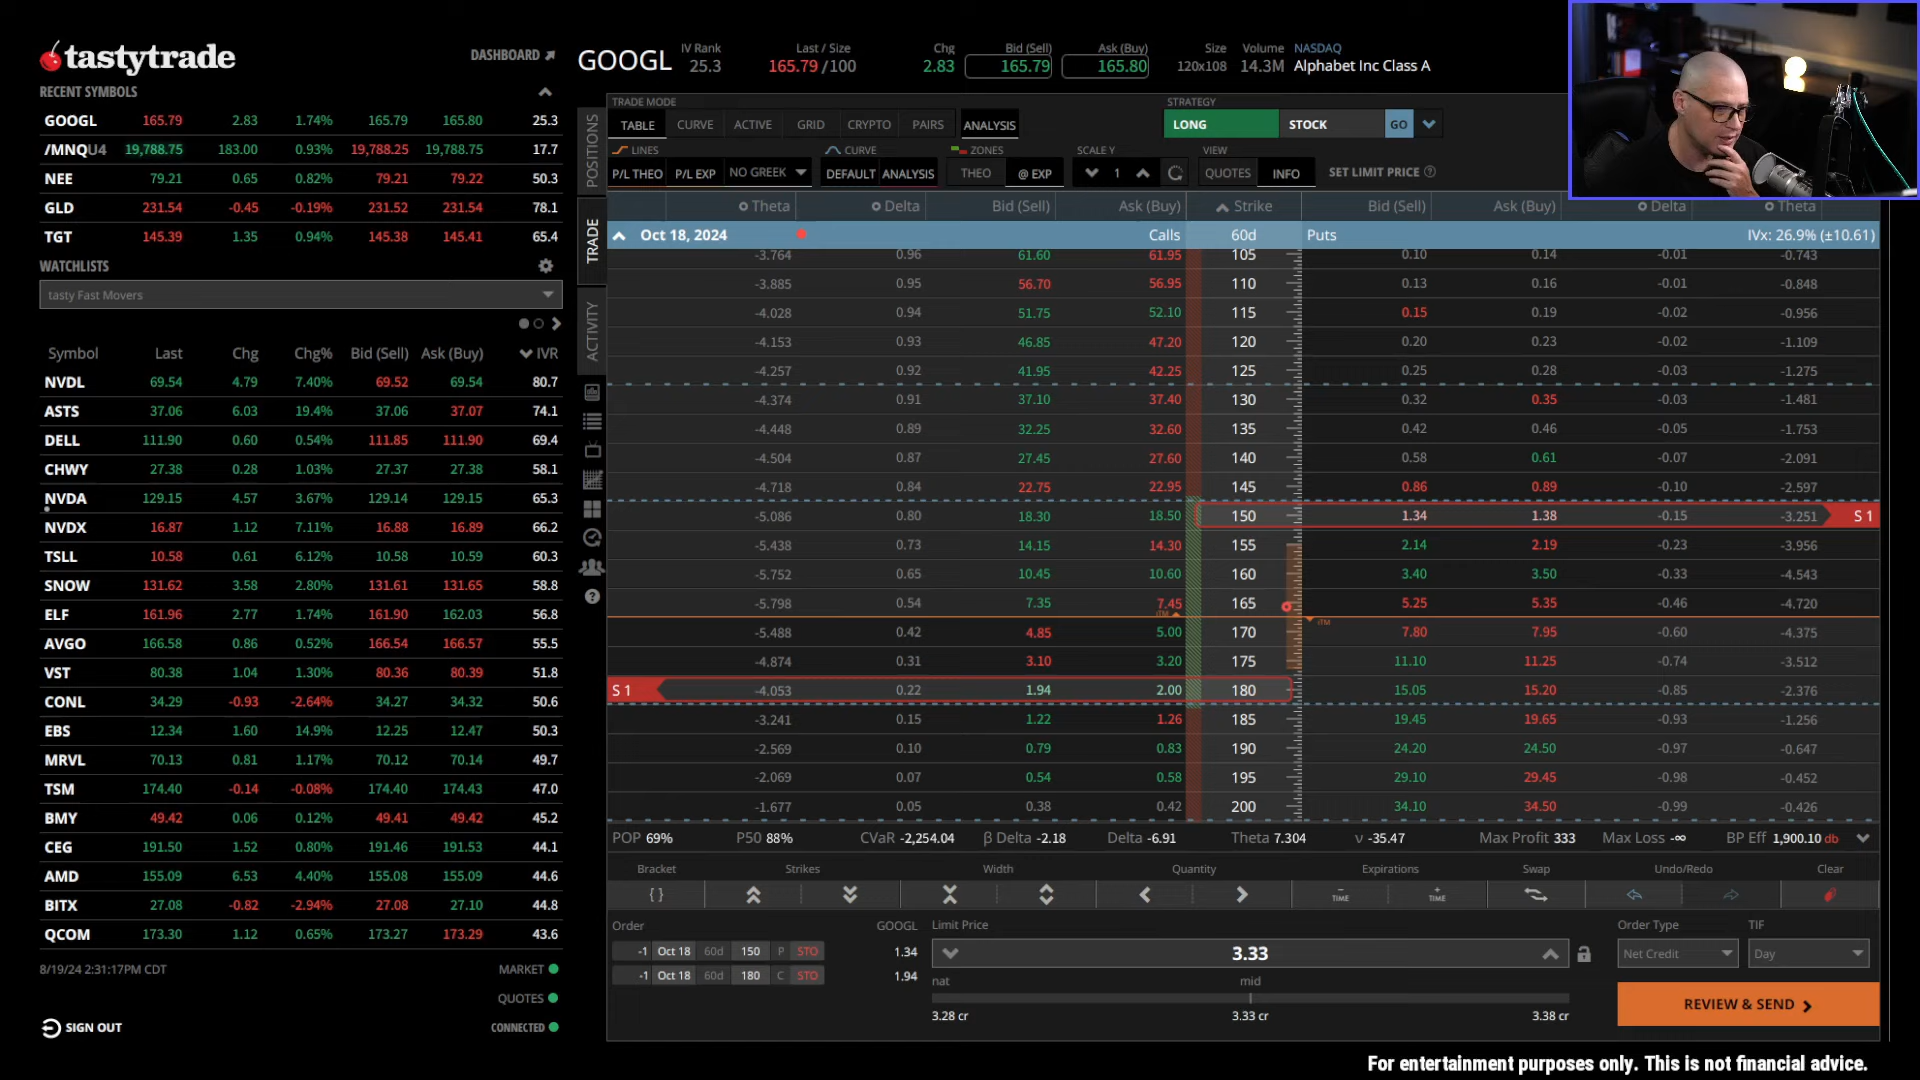 tastytrade
DASHBOARD
RECENT SYMBOLS
GOOGL 165.79 2.83 1.74% 165.79 165.80 25.3
/MNQU4 19,788.75 183.00 0.93% 19,788.25 19,788.75 17.7
NEE 79.21 0.65 0.82% 79.21 79.22 50.3
GLD 231.54 -0.45 -0.19% 231.52 231.54 78.1
TGT 145.39 1.35 0.94% 145.38 145.41 65.4
WATCHLISTS
tasty Fast Movers
Symbol Last Chg Chg% Bid (Sell) Ask (Buy) IVR
NVDL 69.54 4.79 7.40% 69.52 69.54 80.7
ASTS 37.06 6.03 19.4% 37.06 37.07 74.1
DELL 111.90 0.60 0.54% 111.85 111.90 69.4
CHWY 27.38 0.28 1.03% 27.37 27.38 58.1
NVDA 129.15 4.57 3.67% 129.14 129.15 65.3
NVDX 16.87 1.12 7.11% 16.88 16.89 66.2
TSLL 10.58 0.61 6.12% 10.58 10.59 60.3
SNOW 131.62 3.58 2.80% 131.61 131.65 58.8
ELF 161.96 2.77 1.74% 161.90 162.03 56.8
AVGO 166.58 0.86 0.52% 166.54 166.57 55.5
VST 80.38 1.04 1.30% 80.36 80.39 51.8
CONL 34.29 -0.93 -2.64% 34.27 34.32 50.6
EBS 12.34 1.60 14.9% 12.25 12.47 50.3
MRVL 70.13 0.81 1.17% 70.12 70.14 49.7
TSM 174.40 -0.14 -0.08% 174.40 174.43 47.0
BMY 49.42 0.06 0.12% 49.41 49.42 45.2
CEG 191.50 1.52 0.80% 191.46 191.53 44.1
AMD 155.09 6.53 4.40% 155.08 155.09 44.6
BITX 27.08 -0.82 -2.94% 27.08 27.10 44.8
QCOM 173.30 1.12 0.65% 173.27 173.29 43.6
8/19/24 2:31:17PM CDT MARKET
QUOTES
SIGN OUT CONNECTED
GOOGL IV Rank 25.3 Last / Size 165.79 /100 Chg 2.83 Bid (Sell) 165.79 Ask (Buy) 165.80 Size 120x108 Volume 14.3M NASDAQ Alphabet Inc Class A
POSITIONS
TRADE
ACTIVITY
TRADE MODE STRATEGY
TABLE CURVE ACTIVE GRID CRYPTO PAIRS ANALYSIS LONG STOCK GO
LINES CURVE ZONES SCALE Y VIEW
P/L THEO P/L EXP NO GREEK DEFAULT ANALYSIS THEO @ EXP 1 QUOTES INFO SET LIMIT PRICE
Theta Delta Bid (Sell) Ask (Buy) Strike Bid (Sell) Ask (Buy) Delta Theta
Oct 18, 2024 Calls 60d Puts IVx: 26.9% (±10.61)
-3.764 0.96 61.60 61.95 105 0.10 0.14 -0.01 -0.743
-3.885 0.95 56.70 56.95 110 0.13 0.16 -0.01 -0.848
-4.028 0.94 51.75 52.10 115 0.15 0.19 -0.02 -0.956
-4.153 0.93 46.85 47.20 120 0.20 0.23 -0.02 -1.109
-4.257 0.92 41.95 42.25 125 0.25 0.28 -0.03 -1.275
-4.374 0.91 37.10 37.40 130 0.32 0.35 -0.03 -1.481
-4.448 0.89 32.25 32.60 135 0.42 0.46 -0.05 -1.753
-4.504 0.87 27.45 27.60 140 0.58 0.61 -0.07 -2.091
-4.718 0.84 22.75 22.95 145 0.86 0.89 -0.10 -2.597
-5.086 0.80 18.30 18.50 150 1.34 1.38 -0.15 -3.251 S 1
-5.438 0.73 14.15 14.30 155 2.14 2.19 -0.23 -3.956
-5.752 0.65 10.45 10.60 160 3.40 3.50 -0.33 -4.543
-5.798 0.54 7.35 7.45 165 5.25 5.35 -0.46 -4.720
ITM ITM
-5.488 0.42 4.85 5.00 170 7.80 7.95 -0.60 -4.375
-4.874 0.31 3.10 3.20 175 11.10 11.25 -0.74 -3.512
S 1 -4.053 0.22 1.94 2.00 180 15.05 15.20 -0.85 -2.376
-3.241 0.15 1.22 1.26 185 19.45 19.65 -0.93 -1.256
-2.569 0.10 0.79 0.83 190 24.20 24.50 -0.97 -0.647
-2.069 0.07 0.54 0.58 195 29.10 29.45 -0.98 -0.452
-1.677 0.05 0.38 0.42 200 34.10 34.50 -0.99 -0.426
POP 69% P50 88% CVaR -2,254.04 β Delta -2.18 Delta -6.91 Theta 7.304 ν -35.47 Max Profit 333 Max Loss -∞ BP Eff 1,900.10 db
Bracket Strikes Width Quantity Expirations Swap Undo/Redo Clear
{ } TIME TIME
Order GOOGL Limit Price Order Type TIF
-1 Oct 18 60d 150 P STO 1.34 3.33 Net Credit Day
-1 Oct 18 60d 180 C STO 1.94
nat mid
3.28 cr 3.33 cr 3.38 cr
REVIEW & SEND
For entertainment purposes only. This is not financial advice.